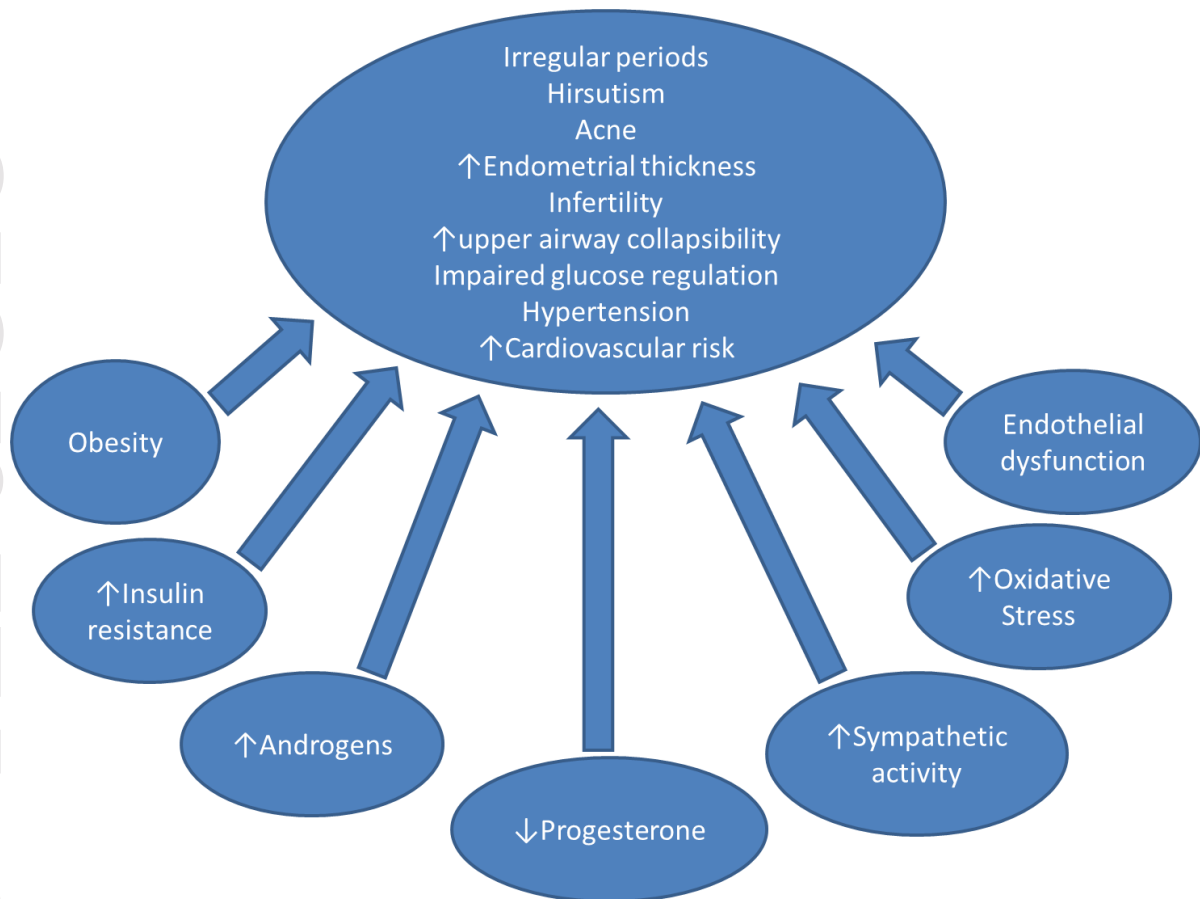 Irregular periods
Hirsutism
Acne
↑Endometrial thickness
Infertility
↑upper airway collapsibility
Impaired glucose regulation
Hypertension
↑Cardiovascular risk
Obesity
↑Insulin
resistance
↑Androgens
↓Progesterone
↑Sympathetic
activity
↑Oxidative
Stress
Endothelial
dysfunction